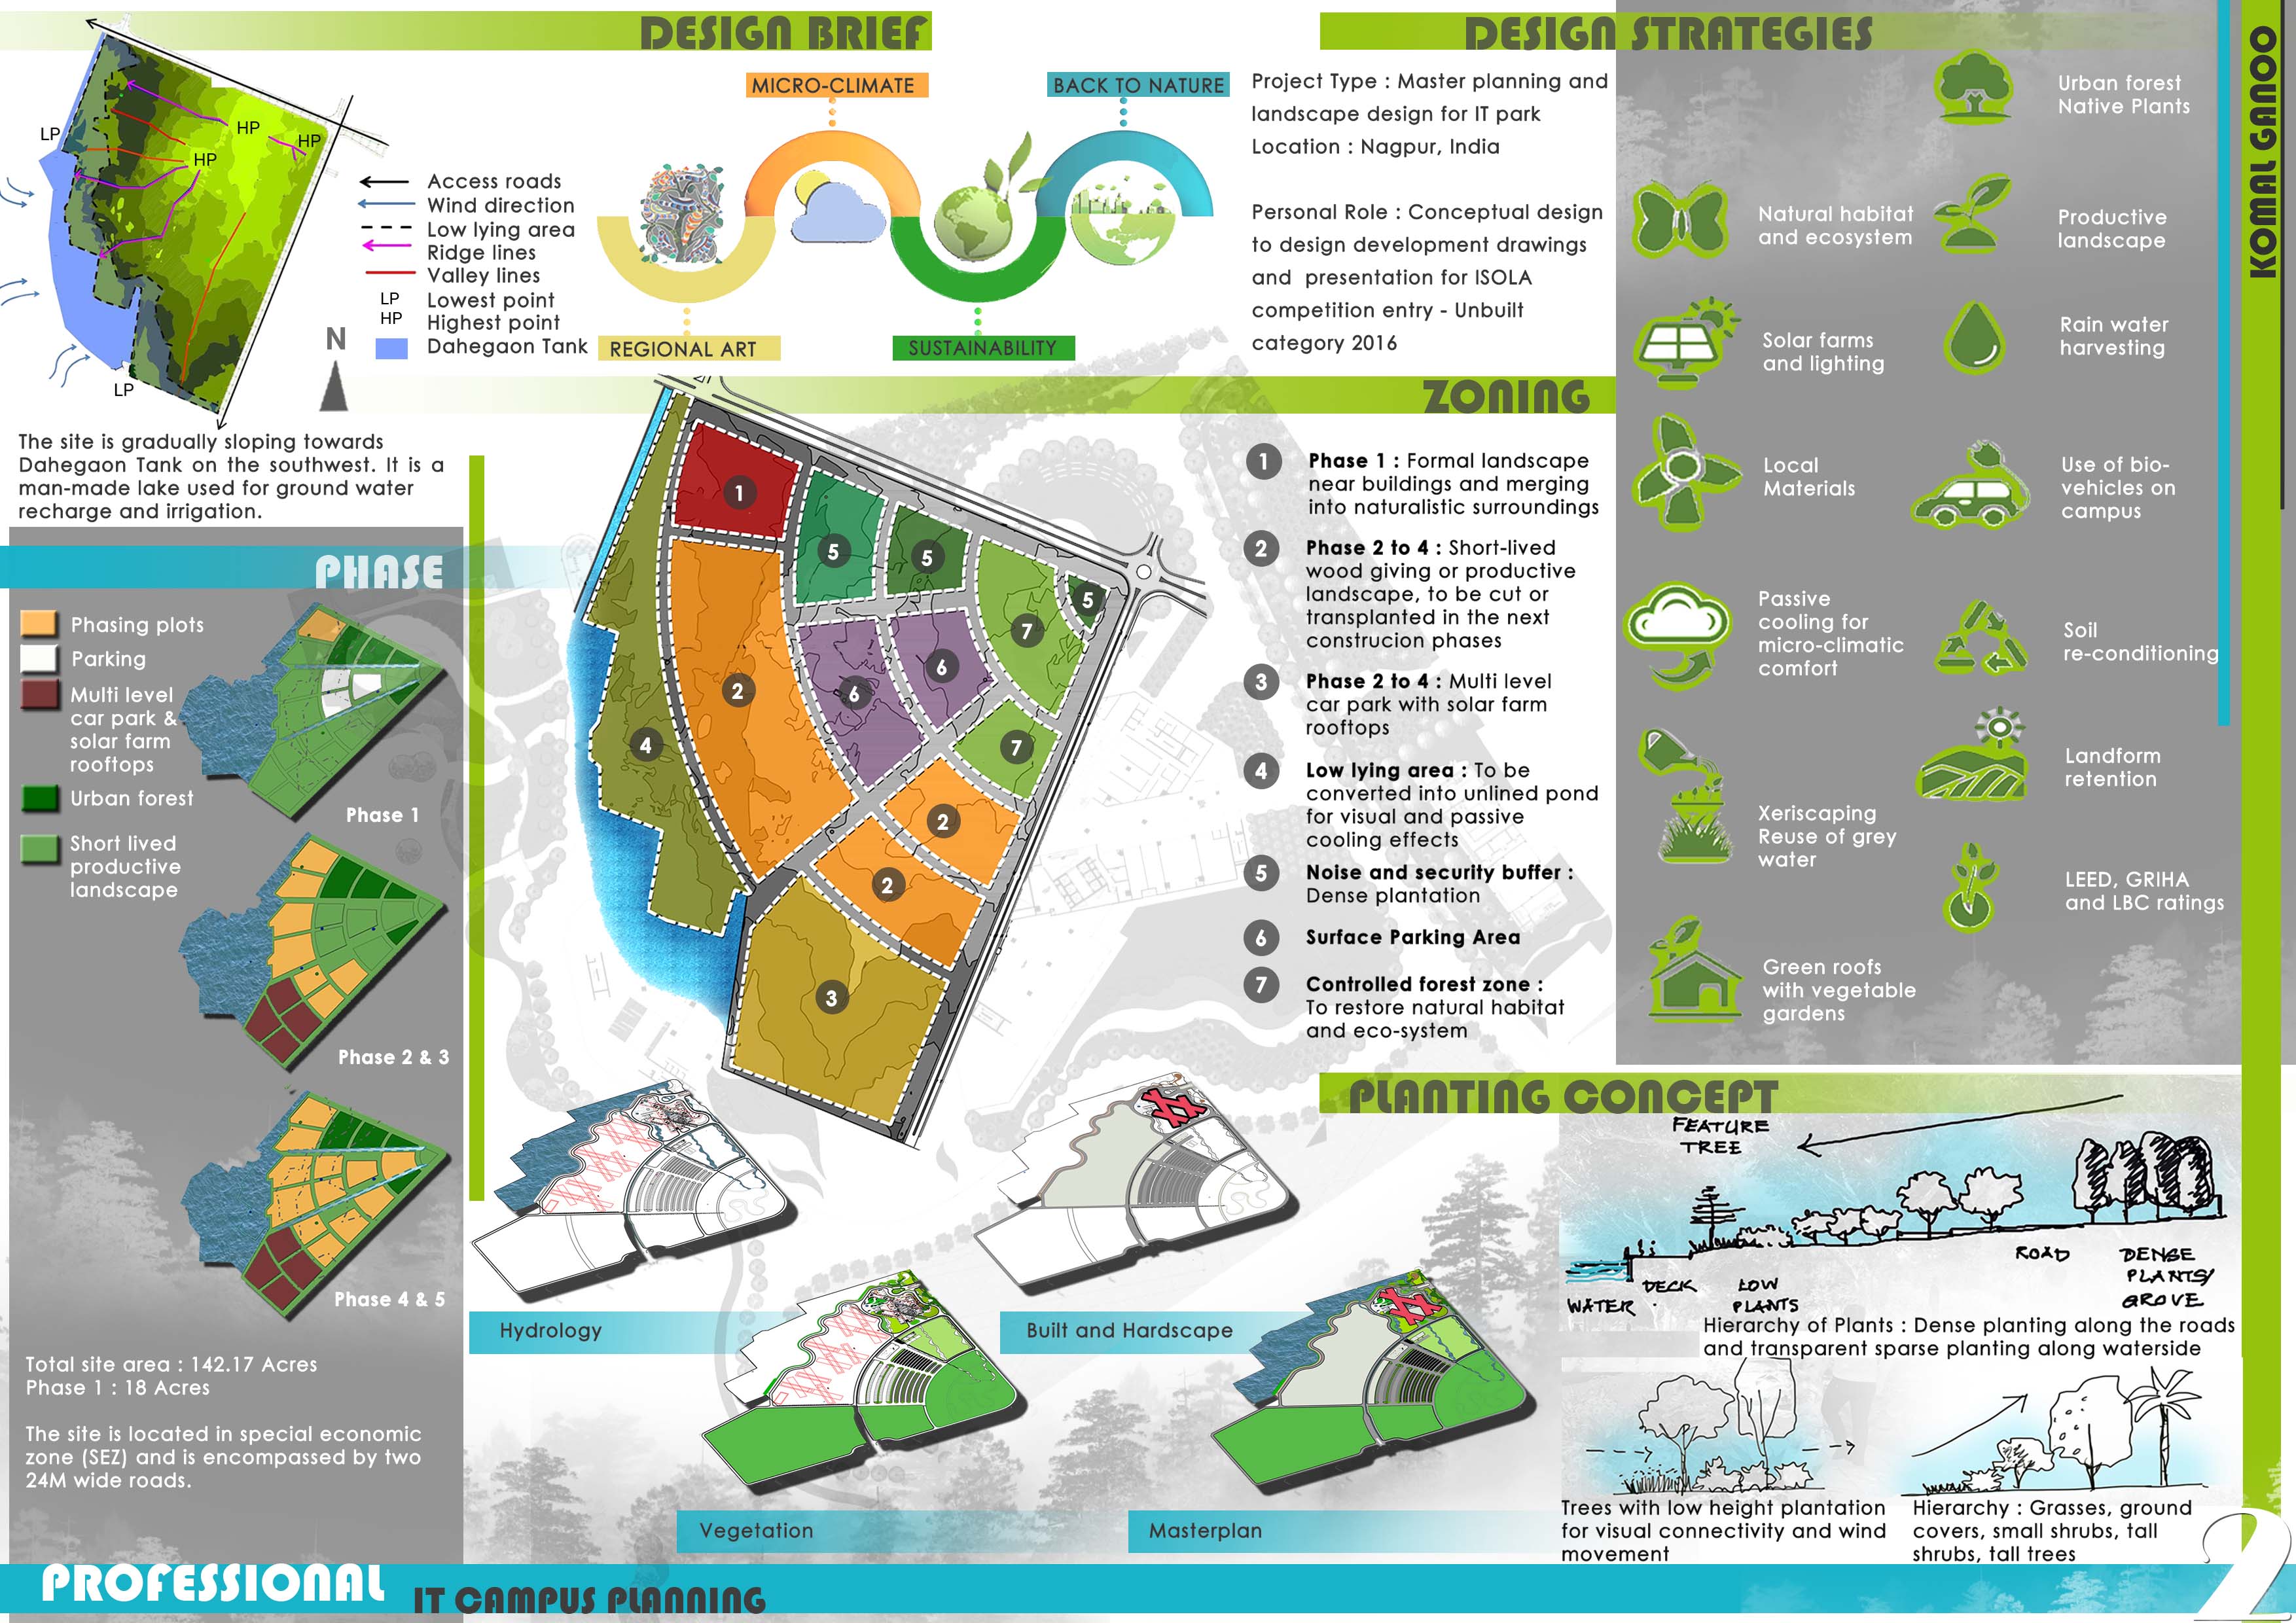 DESIGN BRIEF
DESIGN STRATEGIES
KOMAL GANOO
LP
HP
HP
HP
LP
Access roads
Wind direction
Low lying area
Ridge lines
Valley lines
LP
Lowest point
HP
Highest point
Dahegaon Tank
N
The site is gradually sloping towards
Dahegaon Tank on the southwest. It is a
man-made lake used for ground water
recharge and irrigation.
MICRO-CLIMATE
BACK TO NATURE
REGIONAL ART
SUSTAINABILITY
Project Type : Master planning and
landscape design for IT park
Location : Nagpur, India
Personal Role : Conceptual design
to design development drawings
and presentation for ISOLA
competition entry - Unbuilt
category 2016
Urban forest
Native Plants
Natural habitat
and ecosystem
Productive
landscape
Solar farms
and lighting
Rain water
harvesting
Local
Materials
Use of bio-
vehicles on
campus
Passive
cooling for
micro-climatic
comfort
Soil
re-conditioning
Xeriscaping
Reuse of grey
water
Landform
retention
LEED, GRIHA
and LBC ratings
Green roofs
with vegetable
gardens
ZONING
1
5
5
5
7
2
6
6
4
7
2
2
3
1
Phase 1 : Formal landscape
near buildings and merging
into naturalistic surroundings
2
Phase 2 to 4 : Short-lived
wood giving or productive
landscape, to be cut or
transplanted in the next
construcion phases
3
Phase 2 to 4 : Multi level
car park with solar farm
rooftops
4
Low lying area : To be
converted into unlined pond
for visual and passive
cooling effects
5
Noise and security buffer :
Dense plantation
6
Surface Parking Area
7
Controlled forest zone :
To restore natural habitat
and eco-system
PHASE
Phasing plots
Parking
Multi level
car park &
solar farm
rooftops
Urban forest
Short lived
productive
landscape
Phase 1
Phase 2 & 3
Phase 4 & 5
Total site area : 142.17 Acres
Phase 1 : 18 Acres
The site is located in special economic
zone (SEZ) and is encompassed by two
24M wide roads.
Hydrology
Built and Hardscape
Vegetation
Masterplan
PLANTING CONCEPT
FEATURE
TREE
WATER
DECK
LOW
PLANTS
ROAD
DENSE
PLANTS/
GROVE
Hierarchy of Plants : Dense planting along the roads
and transparent sparse planting along waterside
Trees with low height plantation
for visual connectivity and wind
movement
Hierarchy : Grasses, ground
covers, small shrubs, tall
shrubs, tall trees
PROFESSIONAL
IT CAMPUS PLANNING
2